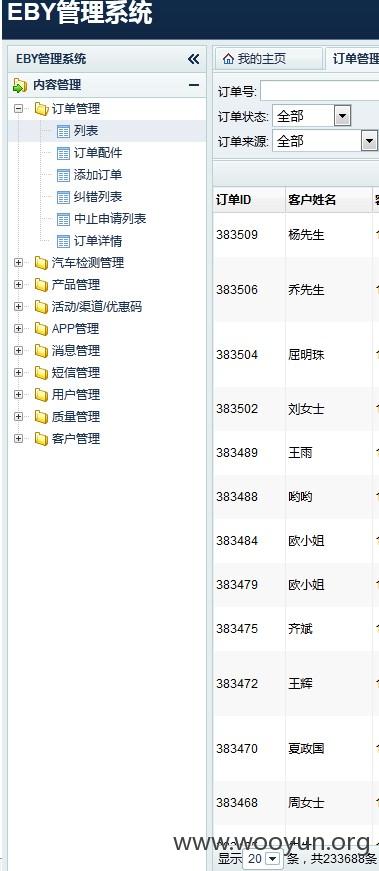 EBY管理系统
EBY管理系统
内容管理
订单管理
列表
订单配件
添加订单
纠错列表
中止申请列表
订单详情
汽车检测管理
产品管理
活动/渠道/优惠码
APP管理
消息管理
短信管理
用户管理
质量管理
客户管理
我的主页 订单管理
订单号:
订单状态: 全部
订单来源: 全部
订单ID 客户姓名
383509 杨先生
383506 乔先生
383504 屈明珠
383502 刘女士
383489 王雨
383488 哟哟
383484 欧小姐
383479 欧小姐
383475 齐斌
383472 王辉
383470 夏政国
383468 周女士
www.wooyun.org
显示 20 条，共233688条